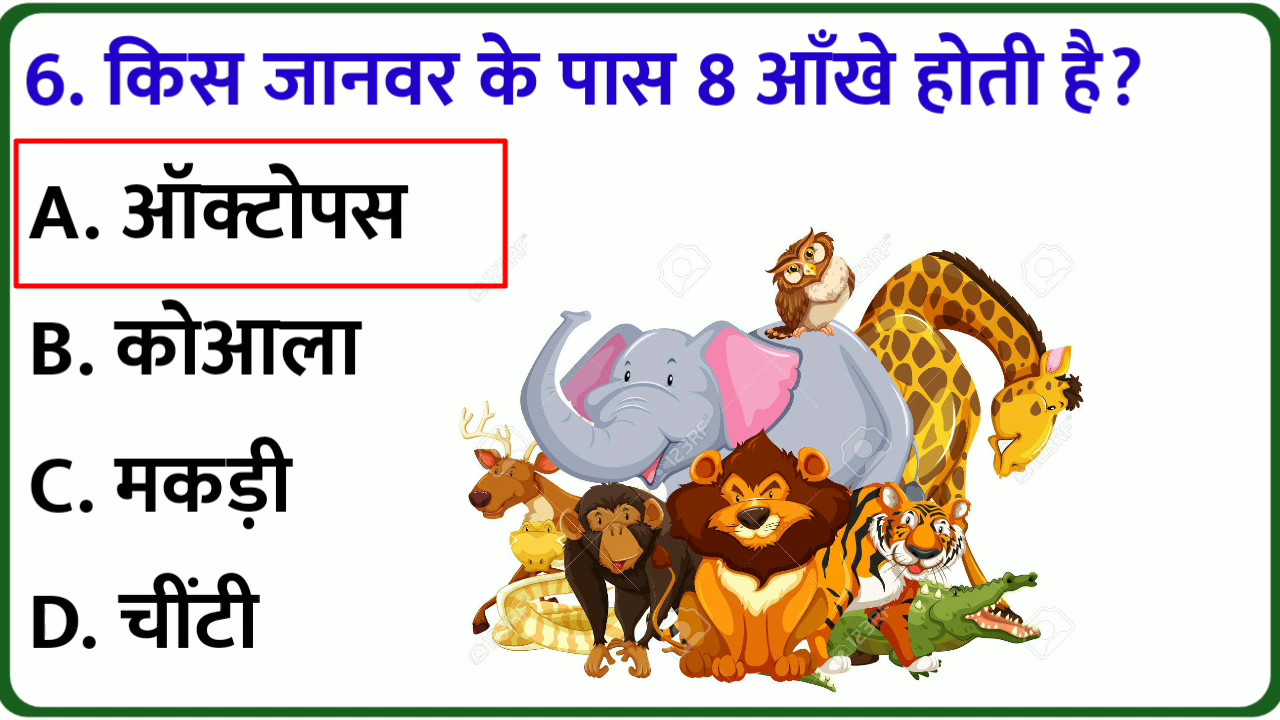 6. किस जानवर के पास 8 आँखे होती है?
A. ऑक्टोपस
B. कोआला
C. मकड़ी
D. चींटी